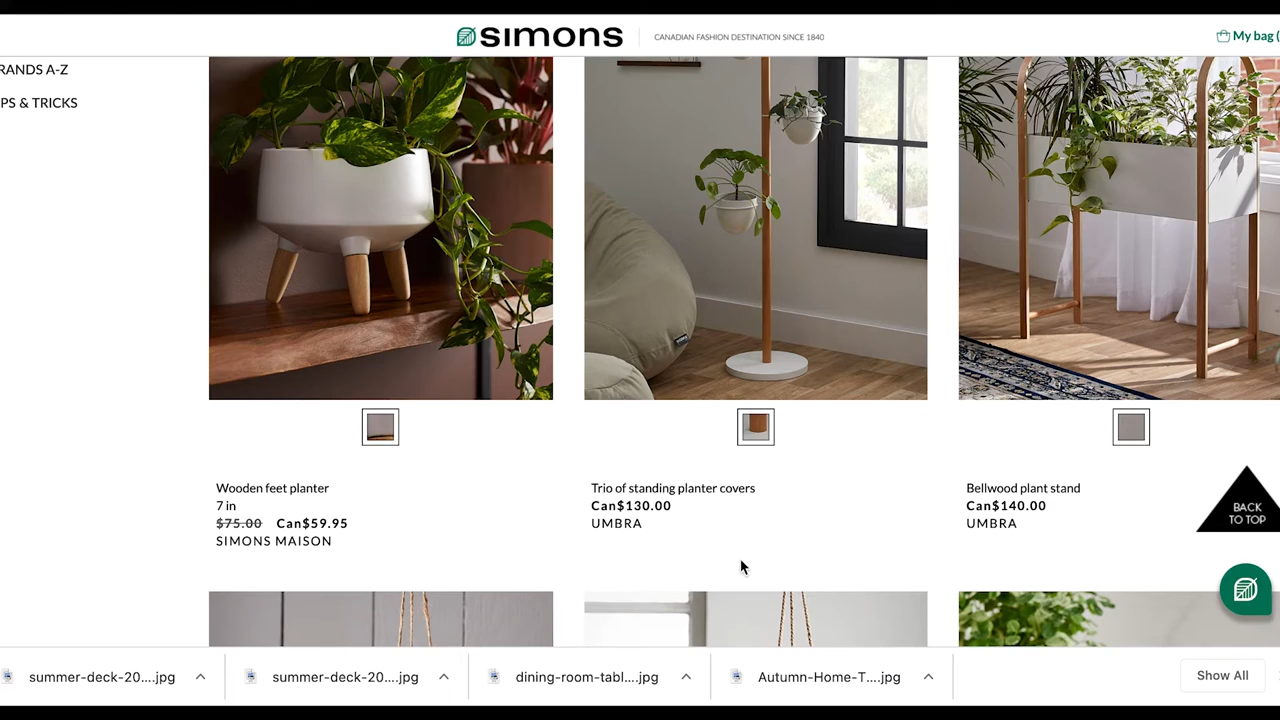 simons
CANADIAN FASHION DESTINATION SINCE 1840
My bag (
RANDS A-Z
PS & TRICKS
Wooden feet planter
7 in
$75.00 Can$59.95
SIMONS MAISON
Trio of standing planter covers
Can$130.00
UMBRA
Bellwood plant stand
Can$140.00
UMBRA
BACK
TO TOP
summer-deck-20....jpg
summer-deck-20....jpg
dining-room-tabl....jpg
Autumn-Home-T....jpg
Show All